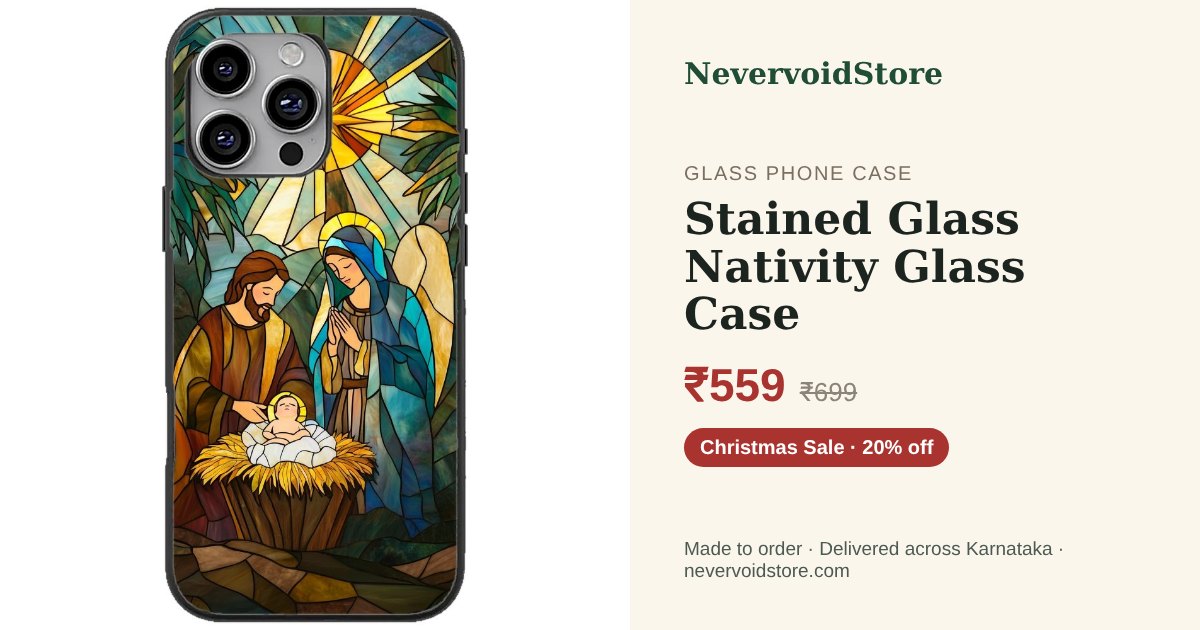 NevervoidStore
GLASS PHONE CASE
Stained Glass
Nativity Glass
Case
₹559 ₹699
Christmas Sale · 20% off
Made to order · Delivered across Karnataka ·
nevervoidstore.com